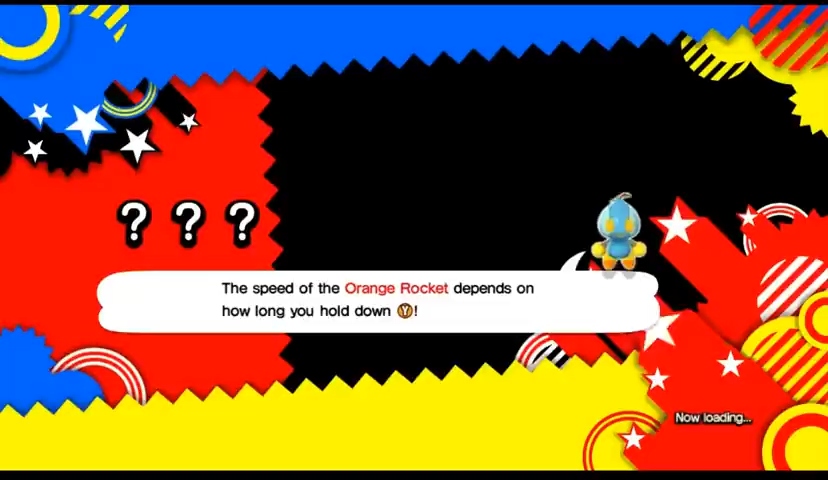 ? ? ?
The speed of the Orange Rocket depends on
how long you hold down Ⓨ!
Now loading...